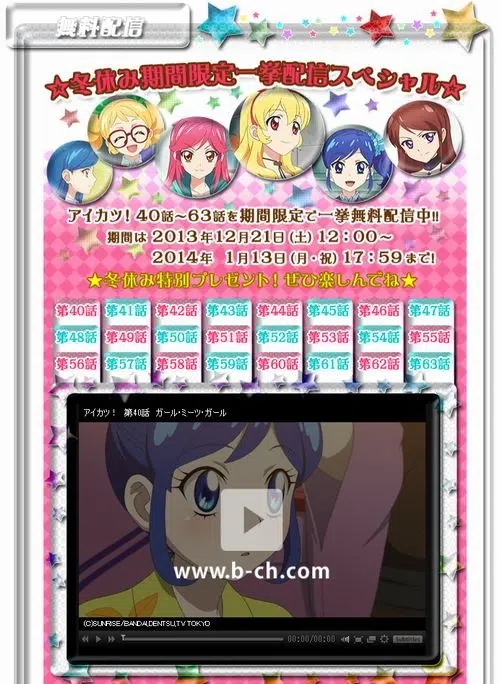 無料配信
☆冬休み期間限定一挙配信スペシャル☆
アイカツ! 40話～63話を期間限定で一挙無料配信中!!
期間は 2013年12月21日(土) 12:00～
2014年 1月13日(月・祝) 17:59まで!
★冬休み特別プレゼント! ぜひ楽しんでね★
第40話 第41話 第42話 第43話 第44話 第45話 第46話 第47話
第48話 第49話 第50話 第51話 第52話 第53話 第54話 第55話
第56話 第57話 第58話 第59話 第60話 第61話 第62話 第63話
アイカツ! 第40話 ガール・ミーツ・ガール
www.b-ch.com
(C)SUNRISE/BANDAI,DENTSU,TV TOKYO
00:00/00:00 Subtitles